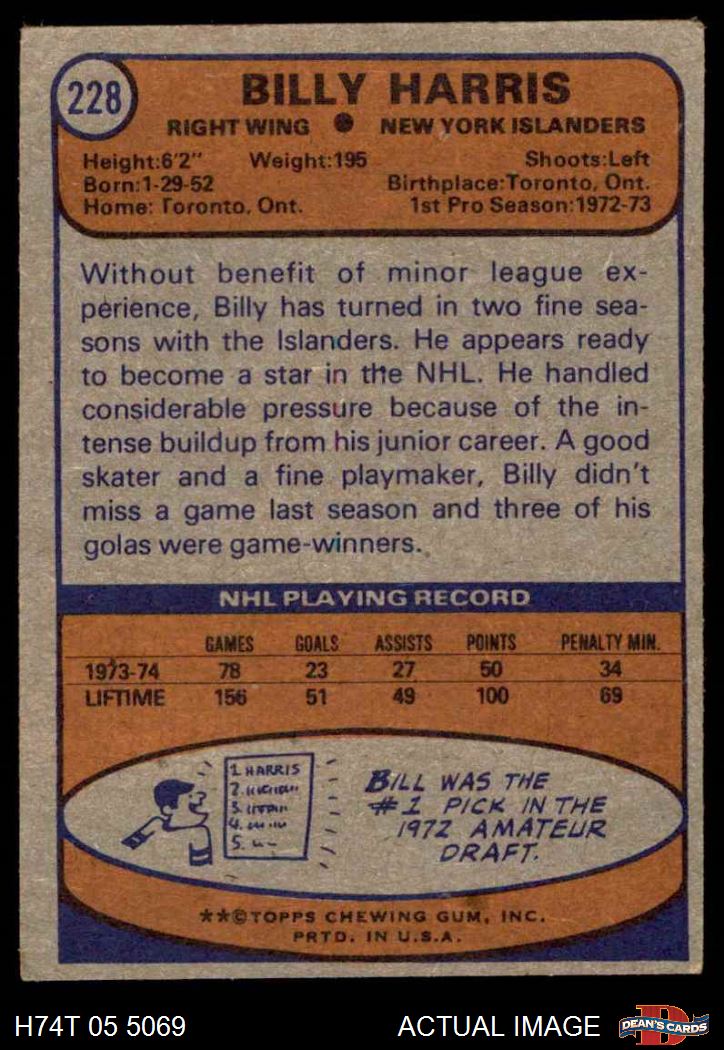 228
BILLY HARRIS
RIGHT WING ● NEW YORK ISLANDERS
Height:6'2" Weight:195 Shoots:Left
Born:1-29-52 Birthplace:Toronto, Ont.
Home: Toronto, Ont. 1st Pro Season:1972-73
Without benefit of minor league ex-
perience, Billy has turned in two fine sea-
sons with the Islanders. He appears ready
to become a star in the NHL. He handled
considerable pressure because of the in-
tense buildup from his junior career. A good
skater and a fine playmaker, Billy didn't
miss a game last season and three of his
golas were game-winners.
NHL PLAYING RECORD
GAMES GOALS ASSISTS POINTS PENALTY MIN.
1973-74 78 23 27 50 34
LIFTIME 156 51 49 100 69
1. HARRIS
2.
3.
4.
5.
BILL WAS THE
#1 PICK IN THE
1972 AMATEUR
DRAFT.
**©TOPPS CHEWING GUM, INC.
PRTD. IN U.S.A.
H74T 05 5069 ACTUAL IMAGE
DEAN'S CARDS